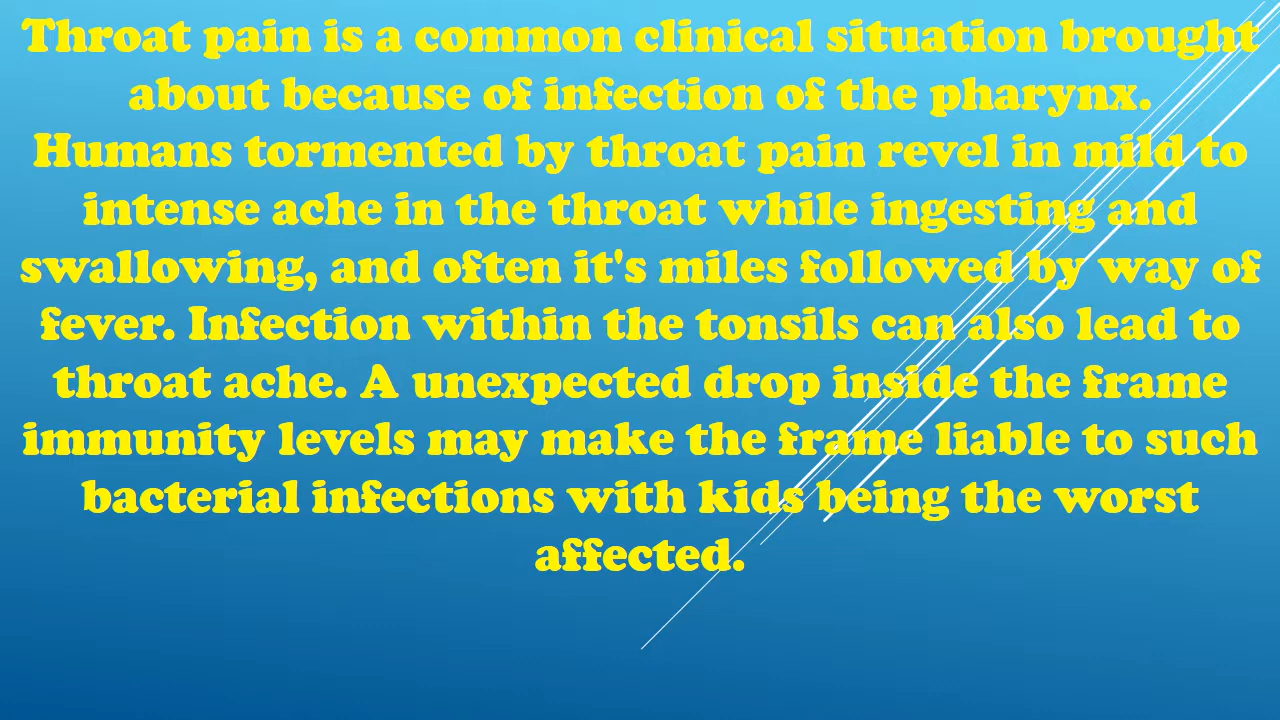 Throat pain is a common clinical situation brought
about because of infection of the pharynx.
Humans tormented by throat pain revel in mild to
intense ache in the throat while ingesting and
swallowing, and often it's miles followed by way of
fever. Infection within the tonsils can also lead to
throat ache. A unexpected drop inside the frame
immunity levels may make the frame liable to such
bacterial infections with kids being the worst
affected.